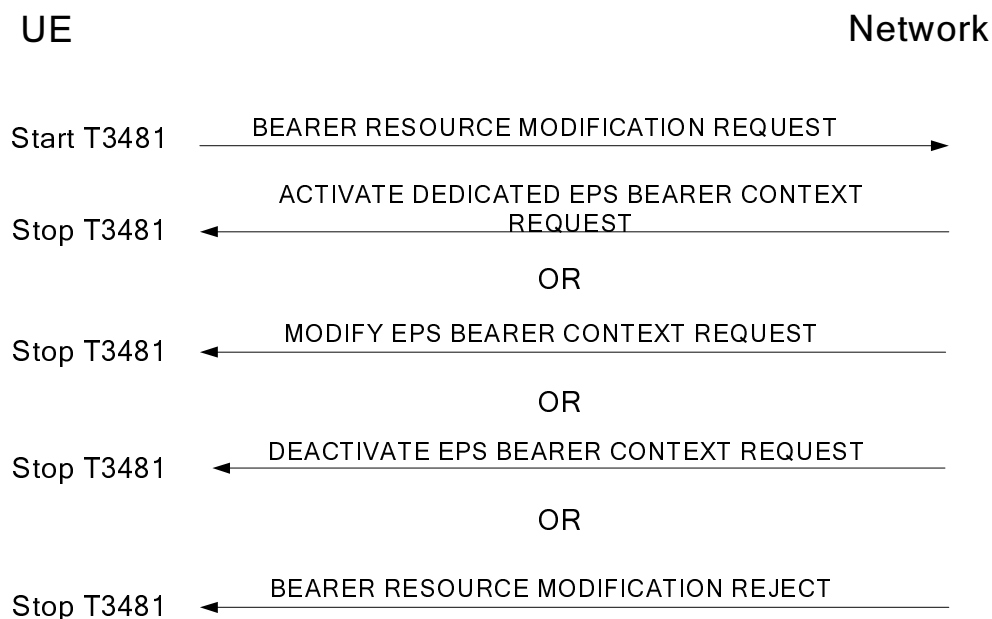 UE Network
Start T3481 BEARER RESOURCE MODIFICATION REQUEST
ACTIVATE DEDICATED EPS BEARER CONTEXT
Stop T3481 REQUEST
OR
Stop T3481 MODIFY EPS BEARER CONTEXT REQUEST
OR
Stop T3481 DEACTIVATE EPS BEARER CONTEXT REQUEST
OR
Stop T3481 BEARER RESOURCE MODIFICATION REJECT